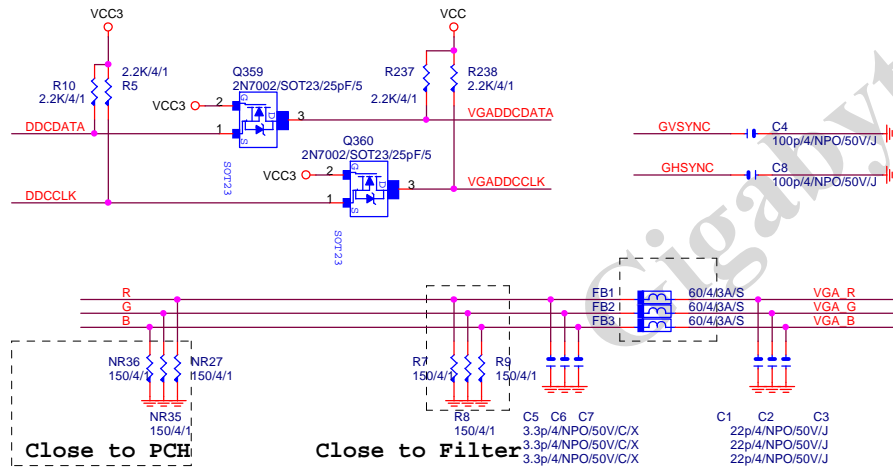 VCC3
VCC
R10
2.2K/4/1
2.2K/4/1
R5
Q359
2N7002/SOT23/25pF/5
VCC3
2
G
D
S
1
3
SOT23
R237
2.2K/4/1
R238
2.2K/4/1
DDCDATA
VGADDCDATA
Q360
2N7002/SOT23/25pF/5
VCC3
2
G
D
S
1
3
SOT23
DDCCLK
VGADDCCLK
GVSYNC
C4
100p/4/NPO/50V/J
GHSYNC
C8
100p/4/NPO/50V/J
Gigabyt
R
G
B
FB1
FB2
FB3
60/4/3A/S
60/4/3A/S
60/4/3A/S
VGA_R
VGA_G
VGA_B
NR36
150/4/1
NR27
150/4/1
NR35
150/4/1
Close to PCH
R7
150/4/1
R9
150/4/1
R8
150/4/1
Close to Filter
C5 C6 C7
3.3p/4/NPO/50V/C/X
3.3p/4/NPO/50V/C/X
3.3p/4/NPO/50V/C/X
C1 C2 C3
22p/4/NPO/50V/J
22p/4/NPO/50V/J
22p/4/NPO/50V/J